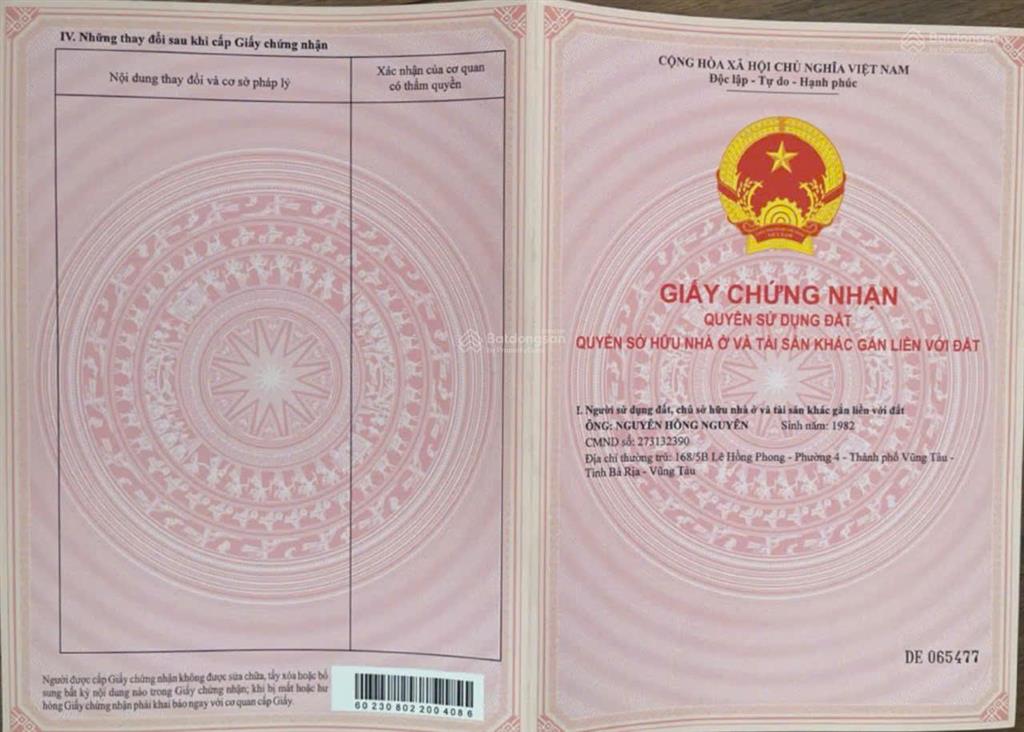 IV. Những thay đổi sau khi cấp Giấy chứng nhận
Nội dung thay đổi và cơ sở pháp lý
Xác nhận của cơ quan
có thẩm quyền
Người được cấp Giấy chứng nhận không được sửa chữa, tẩy xóa hoặc bổ
sung bất kỳ nội dung nào trong Giấy chứng nhận; khi bị mất hoặc hư
hỏng Giấy chứng nhận phải khai báo ngay với cơ quan cấp Giấy.
6023080220040 86
Batdongsan
by PropertyGuru
Batdongsan
CỘNG HÒA XÃ HỘI CHỦ NGHĨA VIỆT NAM
Độc lập - Tự do - Hạnh phúc
GIẤY CHỨNG NHẬN
QUYỀN SỬ DỤNG ĐẤT
QUYỀN SỞ HỮU NHÀ Ở VÀ TÀI SẢN KHÁC GẮN LIỀN VỚI ĐẤT
I. Người sử dụng đất, chủ sở hữu nhà ở và tài sản khác gắn liền với đất
ÔNG: NGUYỄN HỒNG NGUYÊN Sinh năm: 1982
CMND số: 273132390
Địa chỉ thường trú: 168/5B Lê Hồng Phong - Phường 4 - Thành phố Vũng Tàu -
Tỉnh Bà Rịa - Vũng Tàu
DE 065477